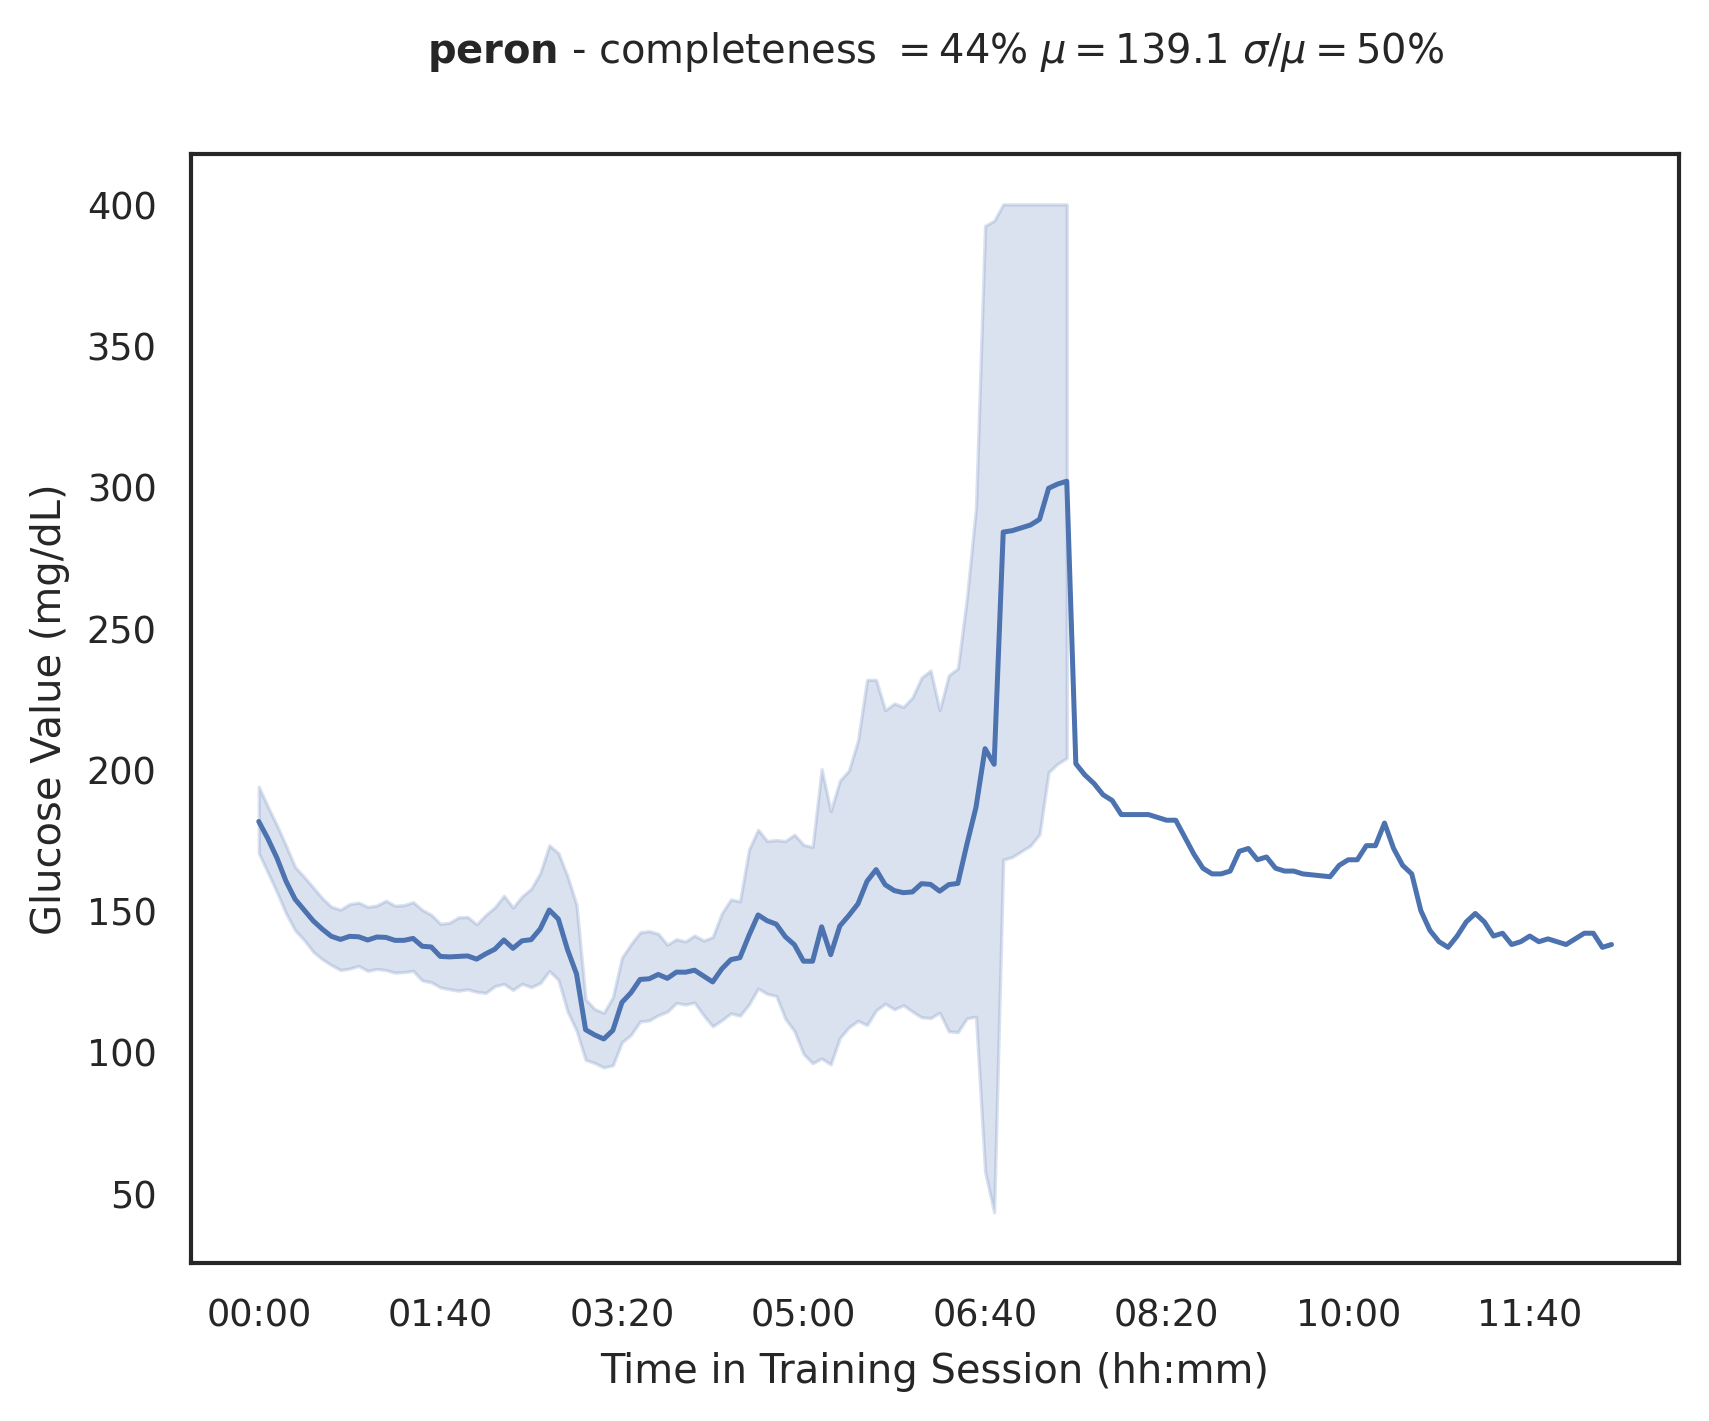 peron - completeness = 44% μ = 139.1 σ/μ = 50%
400
350
300
250
200
150
100
50
Glucose Value (mg/dL)
00:00 01:40 03:20 05:00 06:40 08:20 10:00 11:40
Time in Training Session (hh:mm)